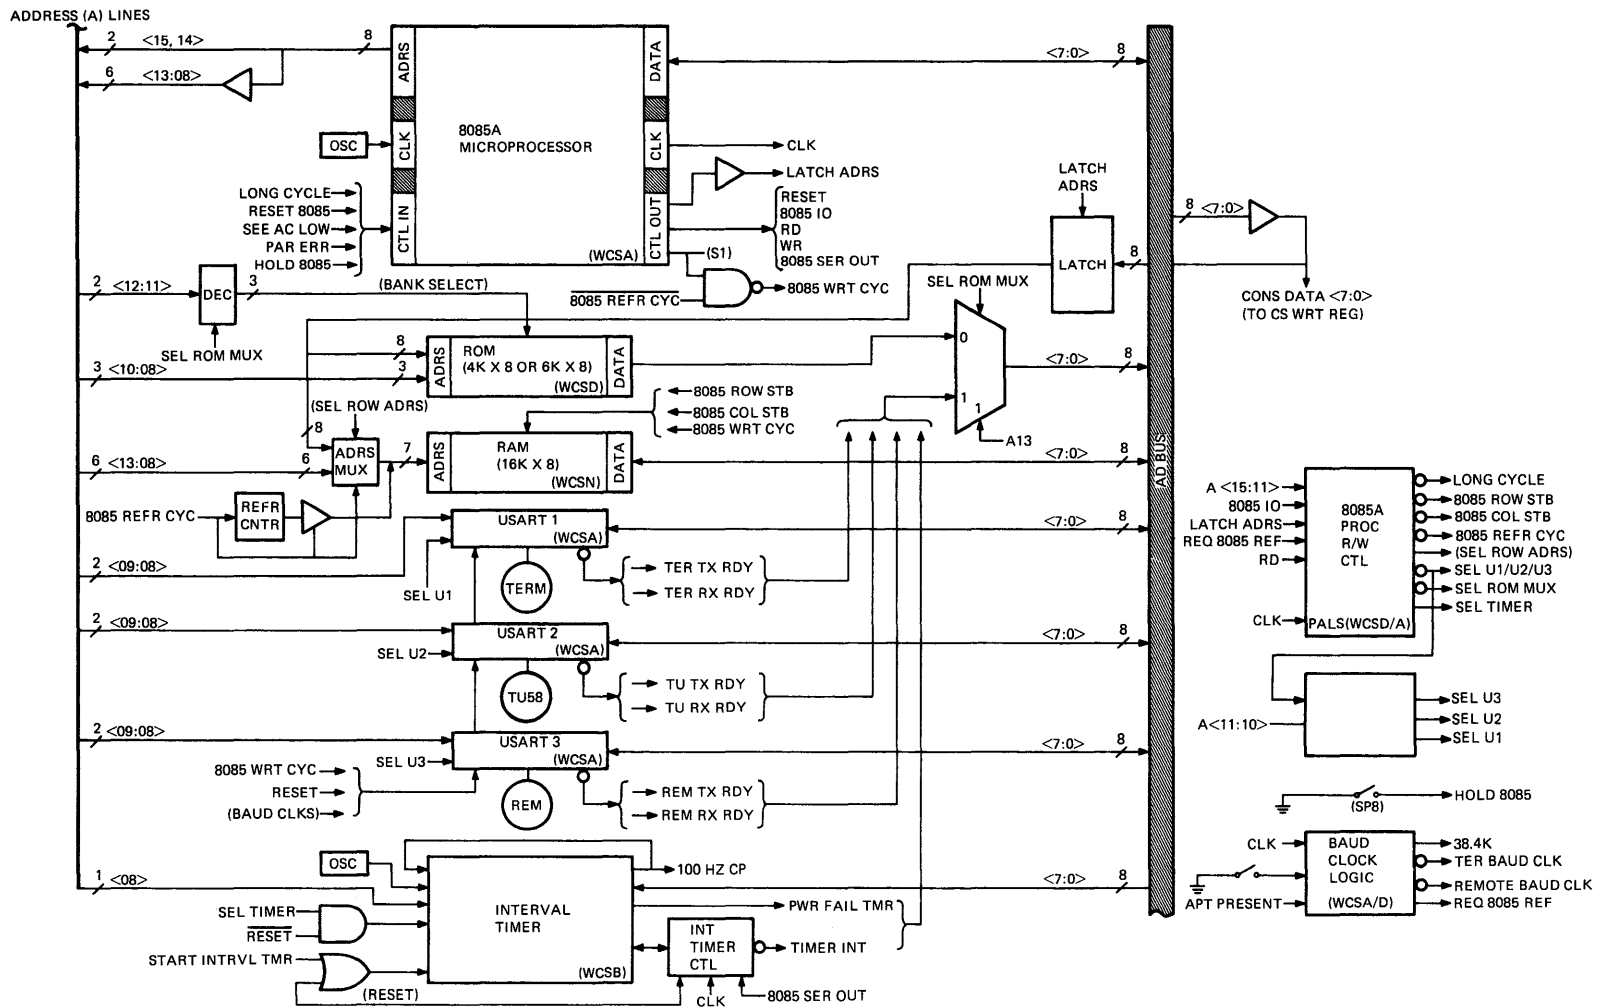 ADDRESS (A) LINES
2 <15, 14> 8
6 <13:08>
ADRS
CLK
CTL IN
8085A
MICROPROCESSOR
(WCSA)
DATA
CLK
CTL OUT
<7:0> 8
OSC
CLK
LATCH ADRS
LONG CYCLE
RESET 8085
SEE AC LOW
PAR ERR
HOLD 8085
RESET
8085 IO
RD
WR
8085 SER OUT
(S1)
8085 REFR CYC
8085 WRT CYC
LATCH
ADRS
LATCH
8
8 <7:0>
CONS DATA <7:0>
(TO CS WRT REG)
2 <12:11>
DEC
3
(BANK SELECT)
SEL ROM MUX
SEL ROM MUX
8
ADRS
ROM
(4K X 8 OR 6K X 8)
(WCSD)
DATA
0
1
1
A13
<7:0> 8
3 <10:08> 3
(SEL ROW ADRS)
8
8085 ROW STB
8085 COL STB
8085 WRT CYC
6 <13:08> 6
ADRS
MUX
7
ADRS
RAM
(16K X 8)
(WCSN)
DATA
<7:0> 8
AD BUS
8085 REFR CYC
REFR
CNTR
USART 1
(WCSA)
<7:0> 8
2 <09:08>
SEL U1
TERM
TER TX RDY
TER RX RDY
2 <09:08>
USART 2
(WCSA)
SEL U2
<7:0> 8
TU58
TU TX RDY
TU RX RDY
2 <09:08>
USART 3
(WCSA)
SEL U3
<7:0> 8
8085 WRT CYC
RESET
(BAUD CLKS)
REM
REM TX RDY
REM RX RDY
OSC
100 HZ CP
1 <08>
<7:0> 8
SEL TIMER
RESET
START INTRVL TMR
(RESET)
INTERVAL
TIMER
(WCSB)
PWR FAIL TMR
INT
TIMER
CTL
TIMER INT
CLK
8085 SER OUT
A <15:11>
8085 IO
LATCH ADRS
REQ 8085 REF
RD
CLK
8085A
PROC
R/W
CTL
PALS(WCSD/A)
LONG CYCLE
8085 ROW STB
8085 COL STB
8085 REFR CYC
(SEL ROW ADRS)
SEL U1/U2/U3
SEL ROM MUX
SEL TIMER
A<11:10>
SEL U3
SEL U2
SEL U1
(SP8)
HOLD 8085
CLK
APT PRESENT
BAUD
CLOCK
LOGIC
(WCSA/D)
38.4K
TER BAUD CLK
REMOTE BAUD CLK
REQ 8085 REF